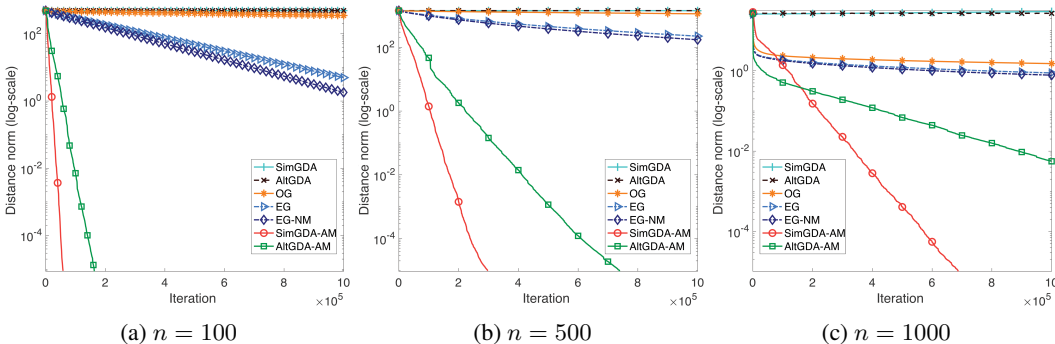 10^2
10^0
10^-2
10^-4
Distance norm (log-scale)
SimGDA
AltGDA
OG
EG
EG-NM
SimGDA-AM
AltGDA-AM
0 2 4 6 8 10
Iteration ×10^5
(a) n = 100
10^2
10^0
10^-2
10^-4
Distance norm (log-scale)
SimGDA
AltGDA
OG
EG
EG-NM
SimGDA-AM
AltGDA-AM
0 2 4 6 8 10
Iteration ×10^5
(b) n = 500
10^0
10^-2
10^-4
Distance norm (log-scale)
SimGDA
AltGDA
OG
EG
EG-NM
SimGDA-AM
AltGDA-AM
0 2 4 6 8 10
Iteration ×10^5
(c) n = 1000